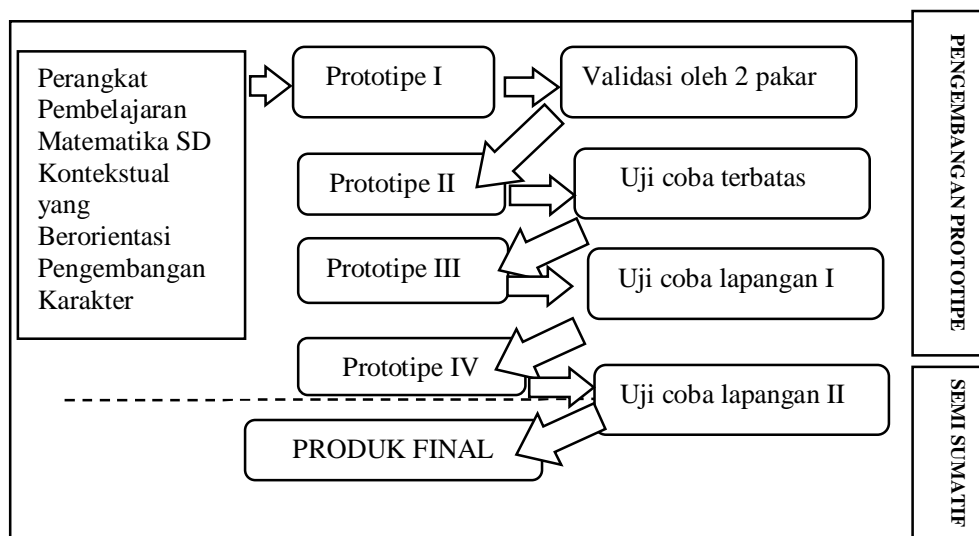 Perangkat
Pembelajaran
Matematika SD
Kontekstual
yang
Berorientasi
Pengembangan
Karakter
Prototipe I
Validasi oleh 2 pakar
Prototipe II
Uji coba terbatas
Prototipe III
Uji coba lapangan I
Prototipe IV
Uji coba lapangan II
PRODUK FINAL
PENGEMBANGAN PROTOTIPE
SEMI SUMATIF